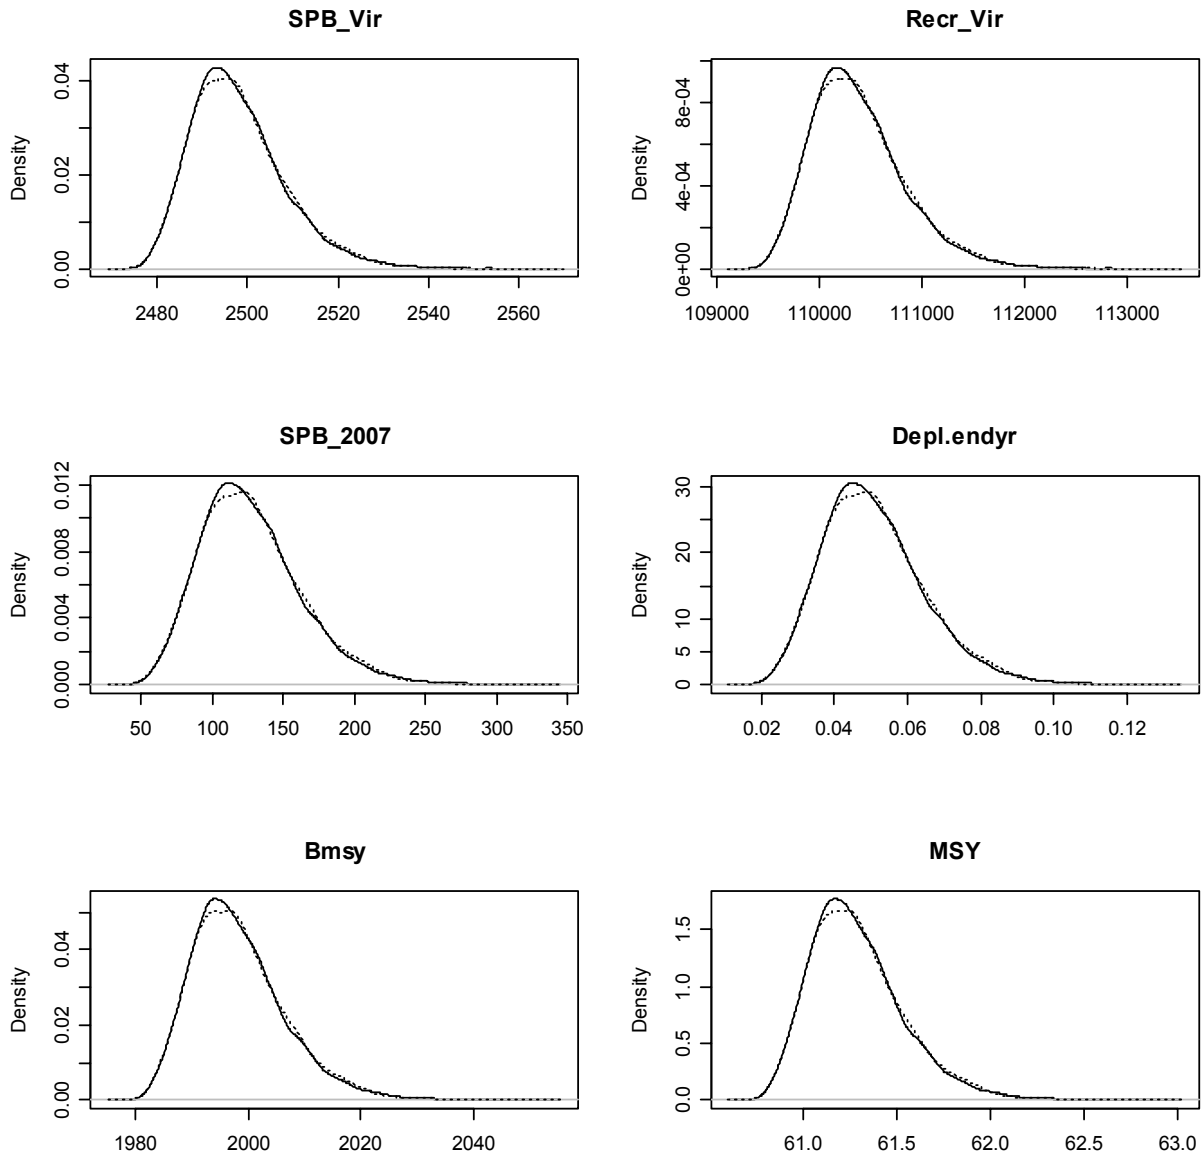 SPB_Vir
Density
0.00 0.02 0.04
2480 2500 2520 2540 2560
Recr_Vir
Density
0e+00 4e-04 8e-04
109000 110000 111000 112000 113000
SPB_2007
Density
0.000 0.004 0.008 0.012
50 100 150 200 250 300 350
Depl.endyr
Density
0 5 10 20 30
0.02 0.04 0.06 0.08 0.10 0.12
Bmsy
Density
0.00 0.02 0.04
1980 2000 2020 2040
MSY
Density
0.0 0.5 1.0 1.5
61.0 61.5 62.0 62.5 63.0